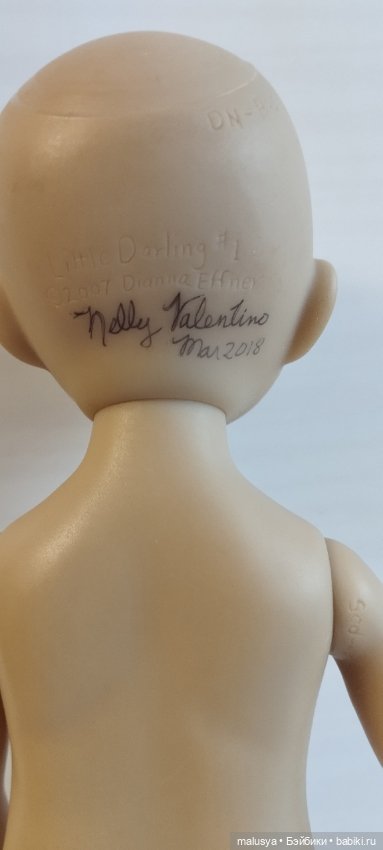 DN-B
Little Darling #1
©2007 Dianna Effner
Nelly Valentino
Mar 2018
malusya • Бэйбики • babiki.ru